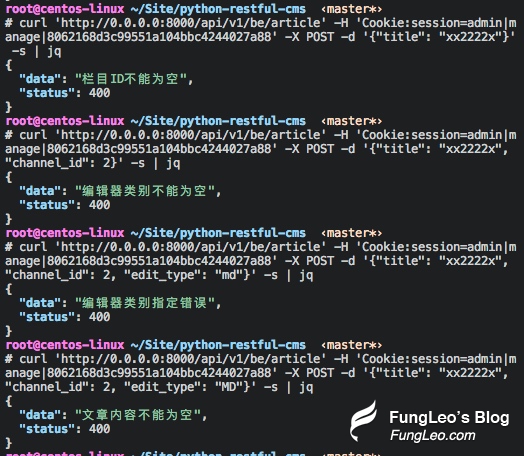 root@centos-linux ~/Site/python-restful-cms ‹master*›
# curl 'http://0.0.0.0:8000/api/v1/be/article' -H 'Cookie:session=admin|m
anage|8062168d3c99551a104bbc4244027a88' -X POST -d '{"title": "xx2222x"}'
 -s | jq
{
  "data": "栏目ID不能为空",
  "status": 400
}
root@centos-linux ~/Site/python-restful-cms ‹master*›
# curl 'http://0.0.0.0:8000/api/v1/be/article' -H 'Cookie:session=admin|m
anage|8062168d3c99551a104bbc4244027a88' -X POST -d '{"title": "xx2222x",
"channel_id": 2}' -s | jq
{
  "data": "编辑器类别不能为空",
  "status": 400
}
root@centos-linux ~/Site/python-restful-cms ‹master*›
# curl 'http://0.0.0.0:8000/api/v1/be/article' -H 'Cookie:session=admin|m
anage|8062168d3c99551a104bbc4244027a88' -X POST -d '{"title": "xx2222x",
"channel_id": 2, "edit_type": "md"}' -s | jq
{
  "data": "编辑器类别指定错误",
  "status": 400
}
root@centos-linux ~/Site/python-restful-cms ‹master*›
# curl 'http://0.0.0.0:8000/api/v1/be/article' -H 'Cookie:session=admin|m
anage|8062168d3c99551a104bbc4244027a88' -X POST -d '{"title": "xx2222x",
"channel_id": 2, "edit_type": "MD"}' -s | jq
{
  "data": "文章内容不能为空",
  "status": 400
}
root@centos-linux ~/Site/python-restful-cms ‹master*›
FungLeo's Blog
FungLeo.com